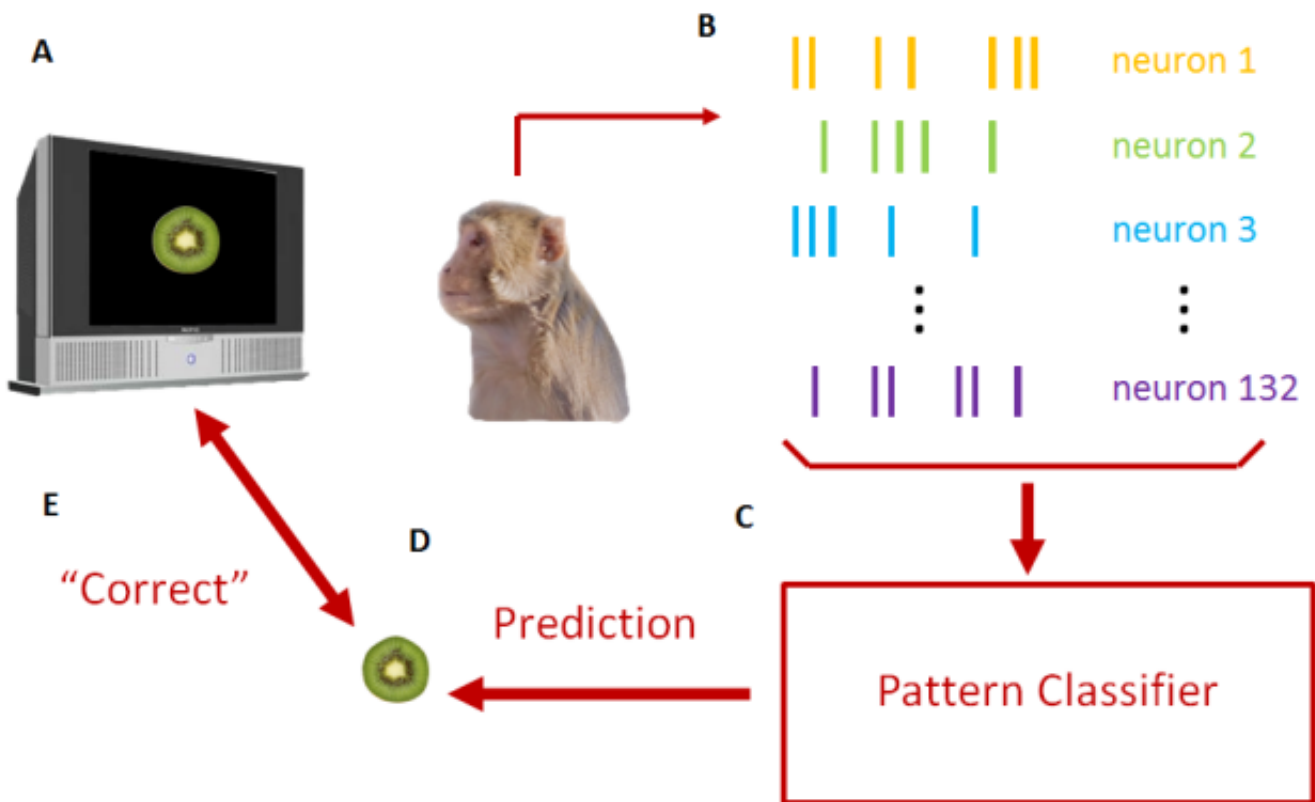 A
B
neuron 1
neuron 2
neuron 3
neuron 132
E
"Correct"
D
Prediction
C
Pattern Classifier